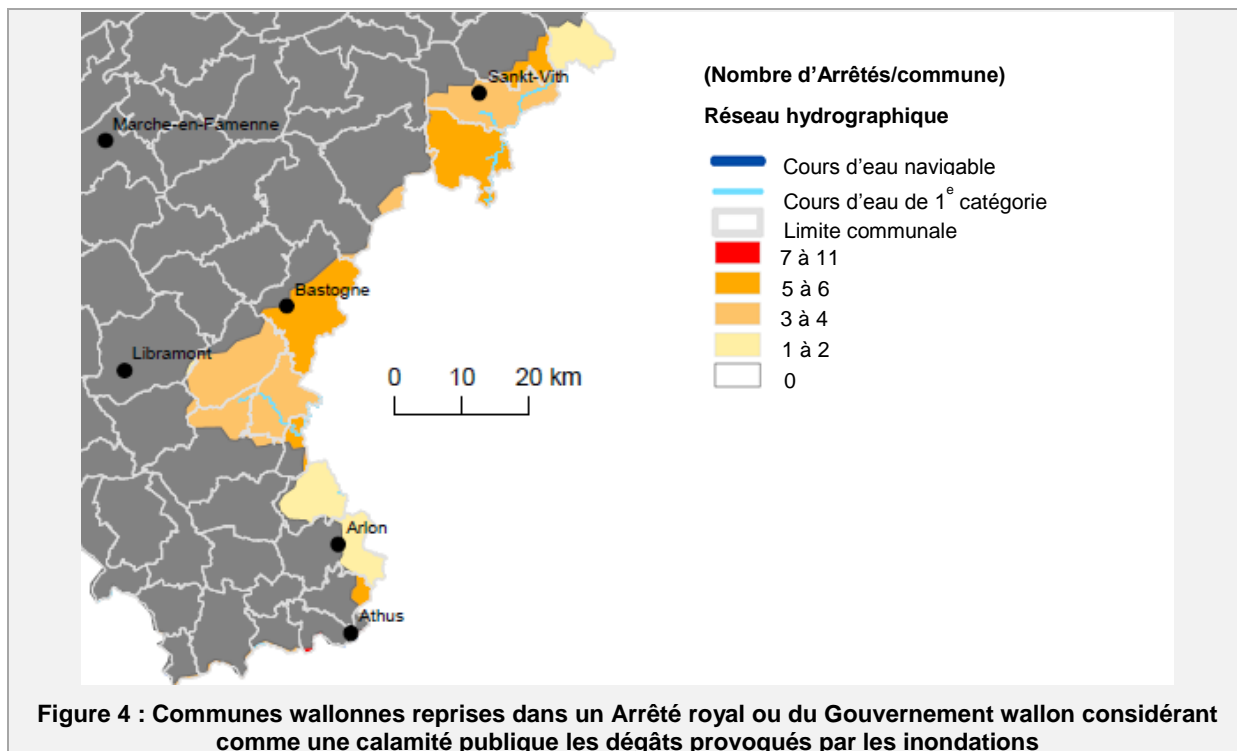 Sankt-Vith
Marche-en-Famenne
Bastogne
Libramont
0 10 20 km
Arlon
Athus
(Nombre d'Arrêtés/commune)
Réseau hydrographique
Cours d'eau navigable
Cours d'eau de 1e catégorie
Limite communale
7 à 11
5 à 6
3 à 4
1 à 2
0
Figure 4 : Communes wallonnes reprises dans un Arrêté royal ou du Gouvernement wallon considérant
comme une calamité publique les dégâts provoqués par les inondations